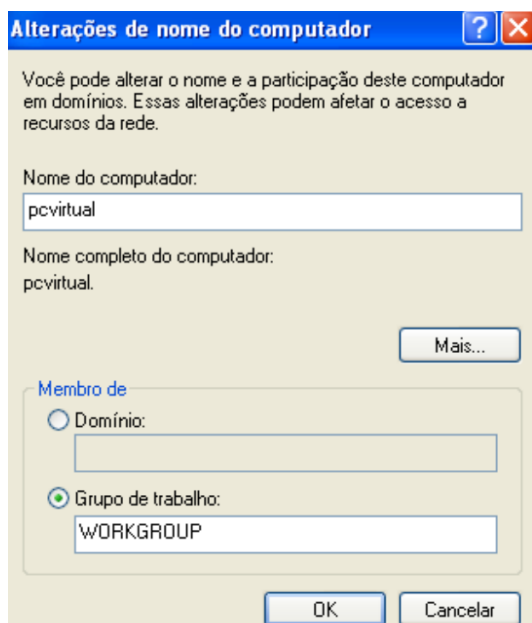 Alterações de nome do computador
Você pode alterar o nome e a participação deste computador
em domínios. Essas alterações podem afetar o acesso a
recursos da rede.
Nome do computador:
pcvirtual
Nome completo do computador:
pcvirtual.
Mais...
Membro de
Domínio:
Grupo de trabalho:
WORKGROUP
OK Cancelar